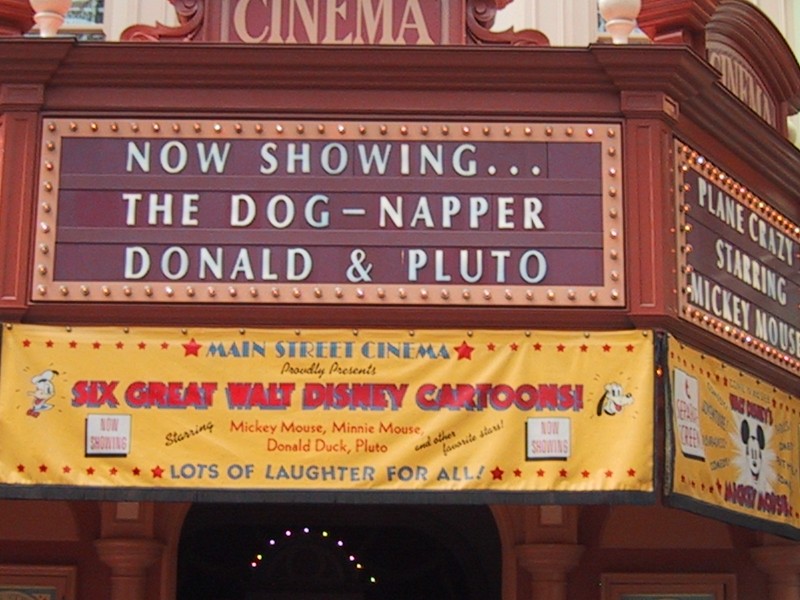 CINEMA
NOW SHOWING...
THE DOG-NAPPER
DONALD & PLUTO
MAIN STREET CINEMA
Proudly Presents
SIX GREAT WALT DISNEY CARTOONS!
NOW SHOWING
Starring
Mickey Mouse, Minnie Mouse,
Donald Duck, Pluto
and other
favorite stars!
NOW SHOWING
LOTS OF LAUGHTER FOR ALL!
CINEMA
PLANE CRAZY
STARRING
MICKEY MOUSE
WALT DISNEY'S
MICKEY MOUSE